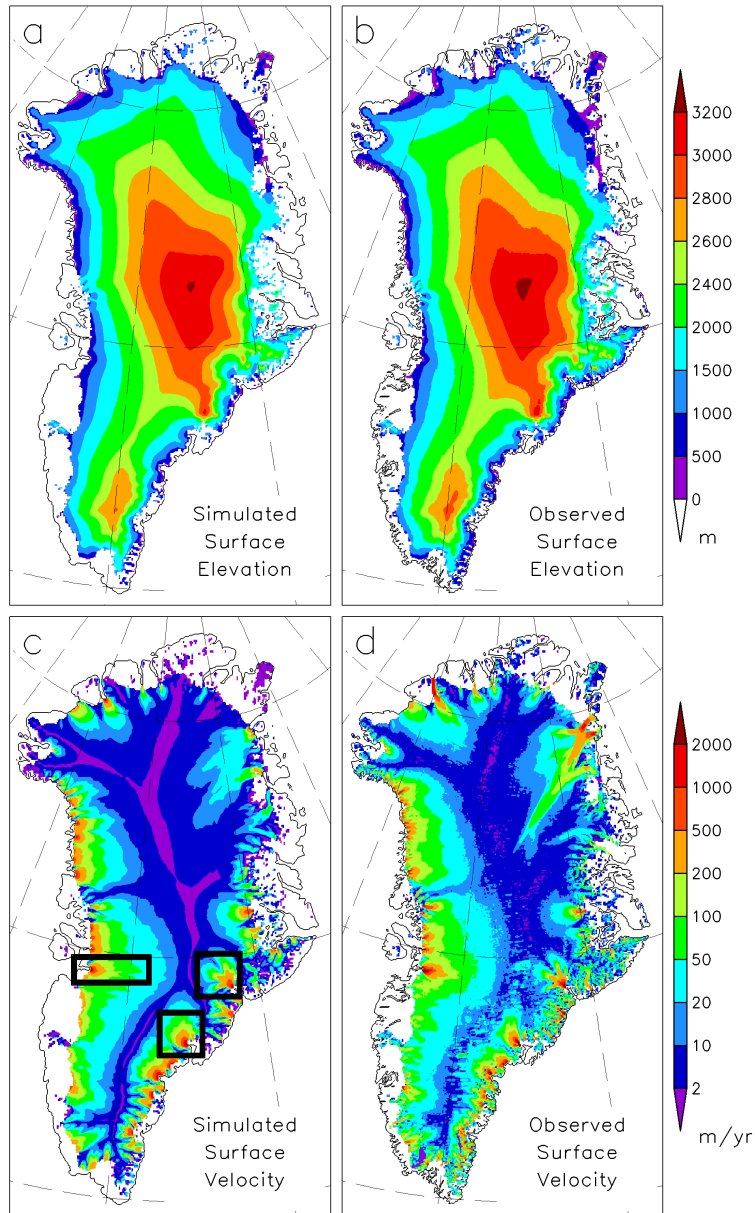 a
Simulated
Surface
Elevation
b
Observed
Surface
Elevation
3200
3000
2800
2600
2400
2000
1500
1000
500
0
m
c
Simulated
Surface
Velocity
d
Observed
Surface
Velocity
2000
1000
500
200
100
50
20
10
2
m/yr